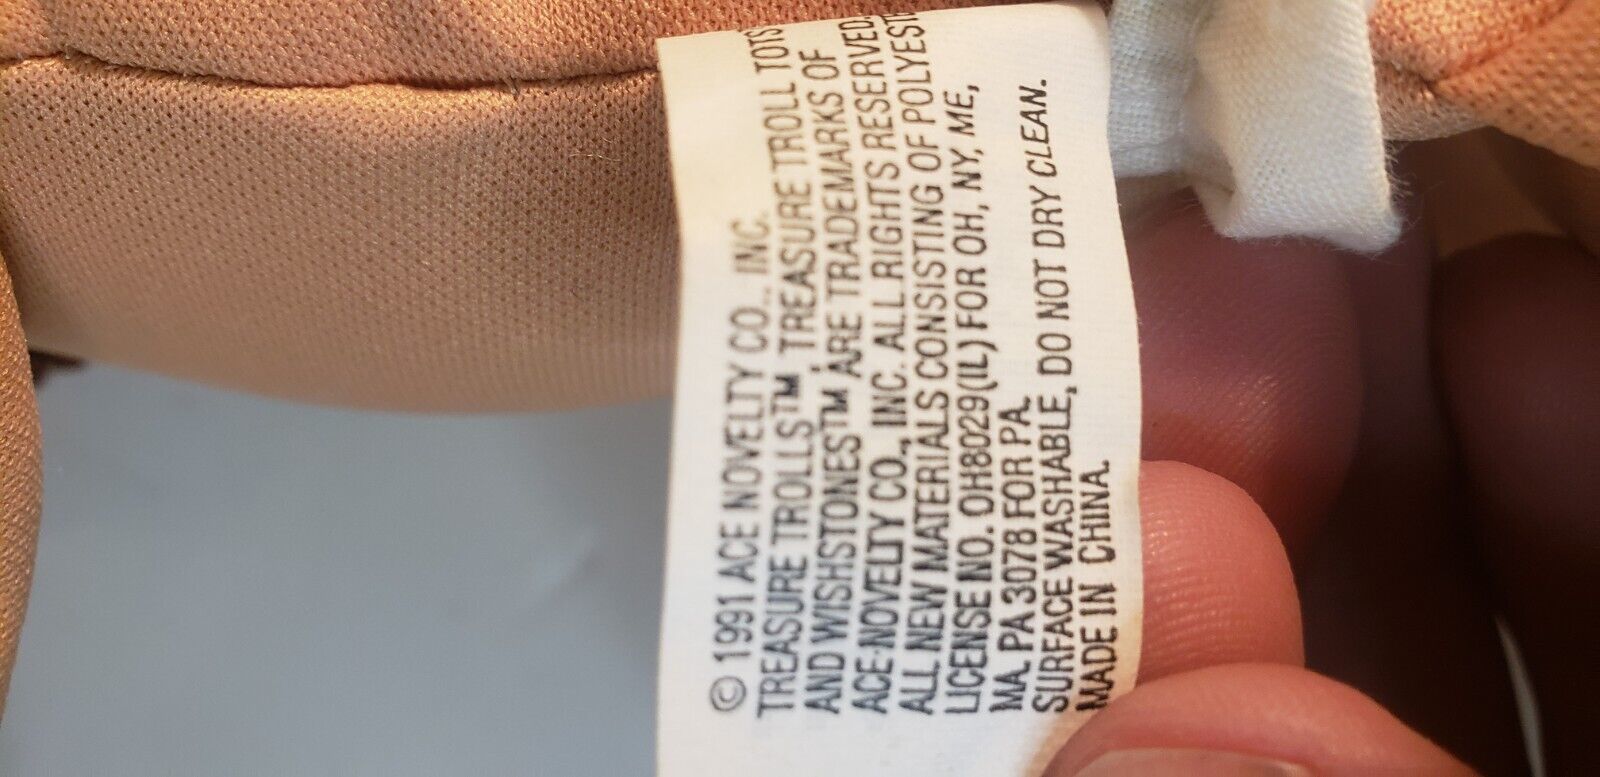 © 1991 ACE NOVELTY CO., INC.
TREASURE TROLLS™ TREASURE TROLL TOTS
AND WISHSTONES™ ARE TRADEMARKS OF
ACE-NOVELTY CO., INC. ALL RIGHTS RESERVED.
ALL NEW MATERIALS CONSISTING OF POLYEST
LICENSE NO. OH8029(IL) FOR OH, NY, ME,
MA. PA 3078 FOR PA.
SURFACE WASHABLE, DO NOT DRY CLEAN.
MADE IN CHINA.